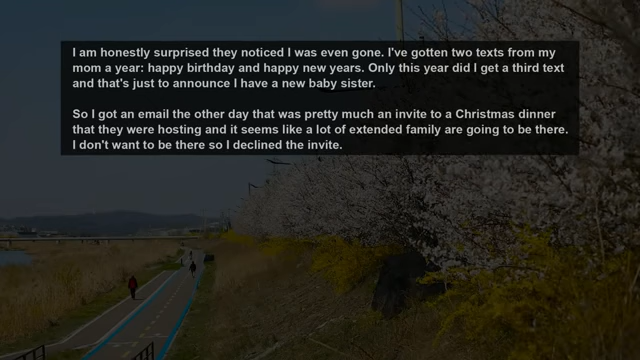 I am honestly surprised they noticed I was even gone. I've gotten two texts from my
mom a year: happy birthday and happy new years. Only this year did I get a third text
and that's just to announce I have a new baby sister.
So I got an email the other day that was pretty much an invite to a Christmas dinner
that they were hosting and it seems like a lot of extended family are going to be there.
I don't want to be there so I declined the invite.